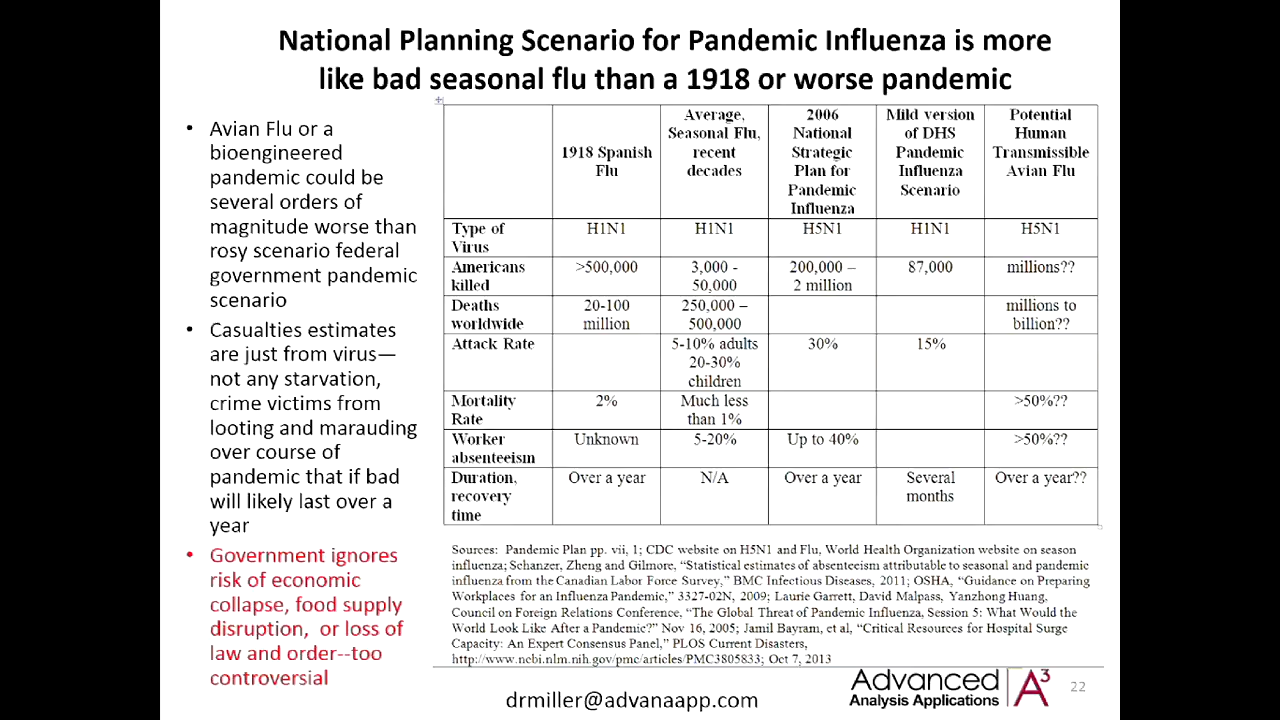 National Planning Scenario for Pandemic Influenza is more
like bad seasonal flu than a 1918 or worse pandemic
• Avian Flu or a
bioengineered
pandemic could be
several orders of
magnitude worse than
rosy scenario federal
government pandemic
scenario
• Casualties estimates
are just from virus—
not any starvation,
crime victims from
looting and marauding
over course of
pandemic that if bad
will likely last over a
year
• Government ignores
risk of economic
collapse, food supply
disruption, or loss of
law and order--too
controversial
1918 Spanish
Flu
Average,
Seasonal Flu,
recent
decades
2006
National
Strategic
Plan for
Pandemic
Influenza
Mild version
of DHS
Pandemic
Influenza
Scenario
Potential
Human
Transmissible
Avian Flu
Type of
Virus
H1N1
H1N1
H5N1
H1N1
H5N1
Americans
killed
>500,000
3,000 -
50,000
200,000 –
2 million
87,000
millions??
Deaths
worldwide
20-100
million
250,000 –
500,000
millions to
billion??
Attack Rate
5-10% adults
20-30%
children
30%
15%
Mortality
Rate
2%
Much less
than 1%
>50%??
Worker
absenteeism
Unknown
5-20%
Up to 40%
>50%??
Duration,
recovery
time
Over a year
N/A
Over a year
Several
months
Over a year??
Sources: Pandemic Plan pp. vii, 1; CDC website on H5N1 and Flu, World Health Organization website on season
influenza; Schanzer, Zheng and Gilmore, “Statistical estimates of absenteeism attributable to seasonal and pandemic
influenza from the Canadian Labor Force Survey,” BMC Infectious Diseases, 2011; OSHA, “Guidance on Preparing
Workplaces for an Influenza Pandemic,” 3327-02N, 2009; Laurie Garrett, David Malpass, Yanzhong Huang,
Council on Foreign Relations Conference, “The Global Threat of Pandemic Influenza, Session 5: What Would the
World Look Like After a Pandemic?” Nov 16, 2005; Jamil Bayram, et al, “Critical Resources for Hospital Surge
Capacity: An Expert Consensus Panel,” PLOS Current Disasters,
http://www.ncbi.nlm.nih.gov/pmc/articles/PMC3805833; Oct 7, 2013
drmiller@advanaapp.com
Advanced
Analysis Applications
A3
22